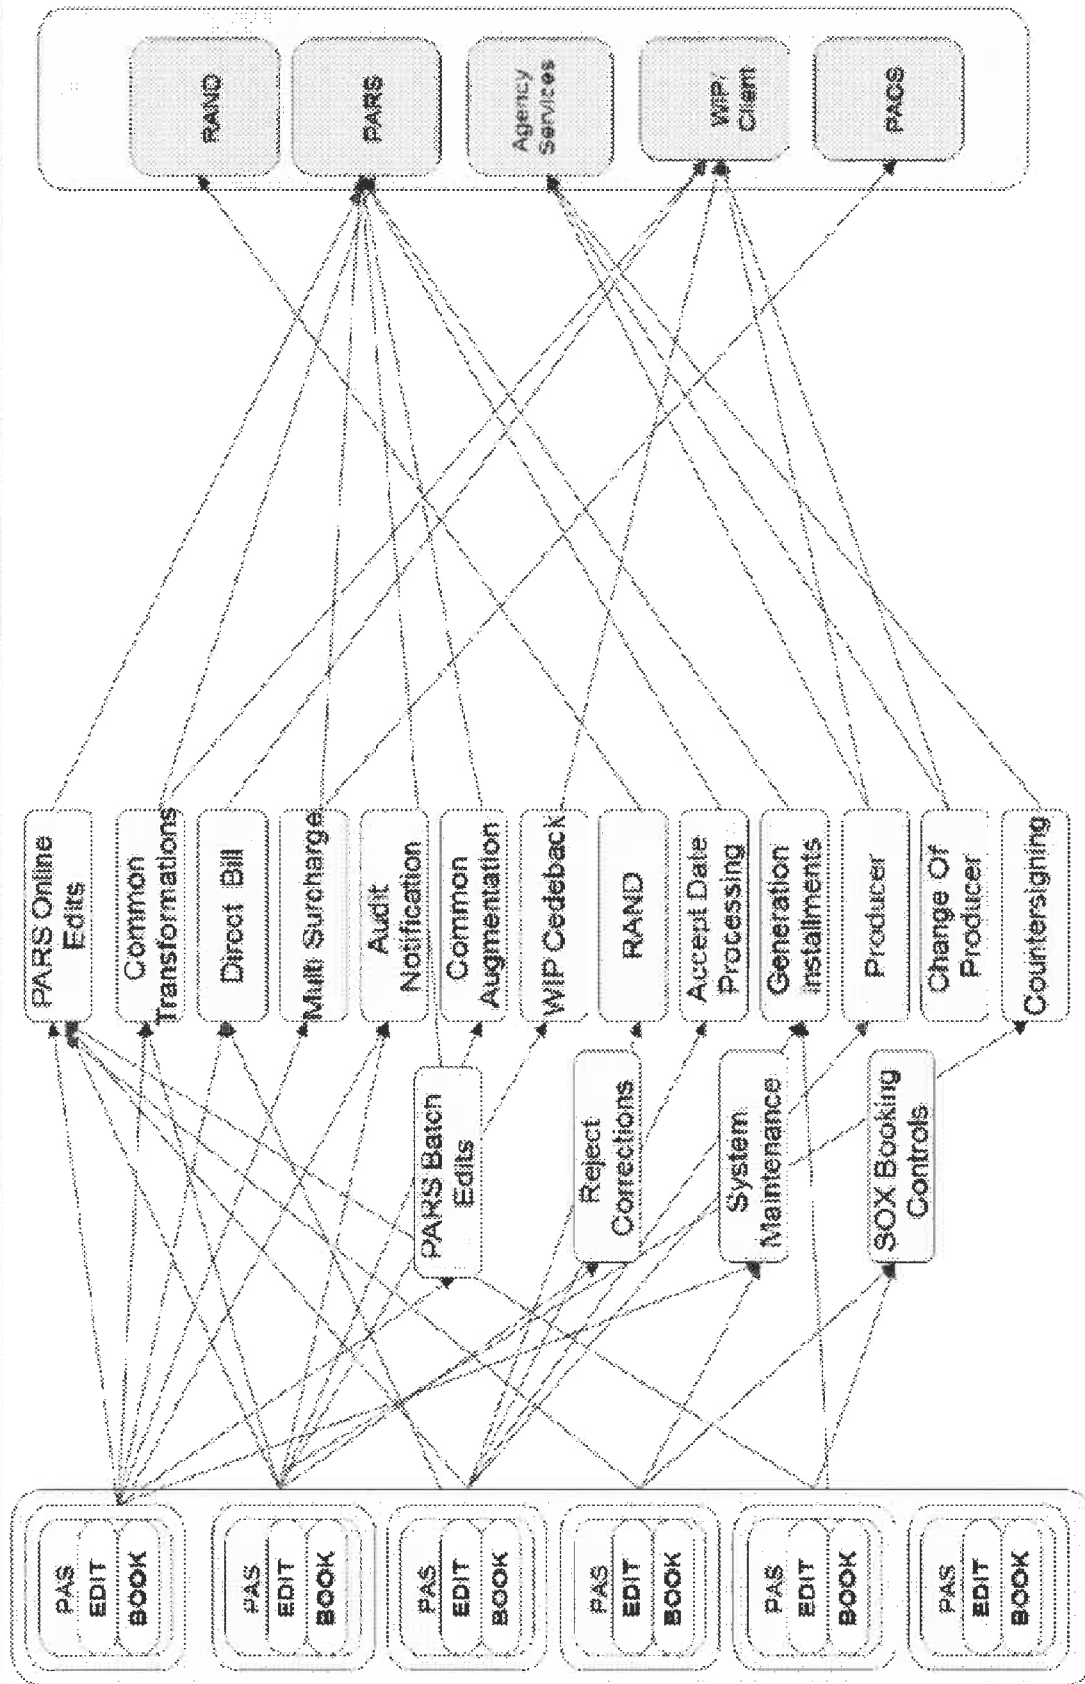 RAND
PARS
Agency
Services
WIP/
Client
PACS
PARS Online
Edits
Common
Transformations
Direct Bill
Multi Surcharge
Audit
Notification
Common
Augmentation
WIP Cedeback
RAND
Accept Date
Processing
Generation
Installments
Producer
Change Of
Producer
Countersigning
PARS Batch
Edits
Reject
Corrections
System
Maintenance
SOX Booking
Controls
PAS
EDIT
BOOK
PAS
EDIT
BOOK
PAS
EDIT
BOOK
PAS
EDIT
BOOK
PAS
EDIT
BOOK
PAS
EDIT
BOOK